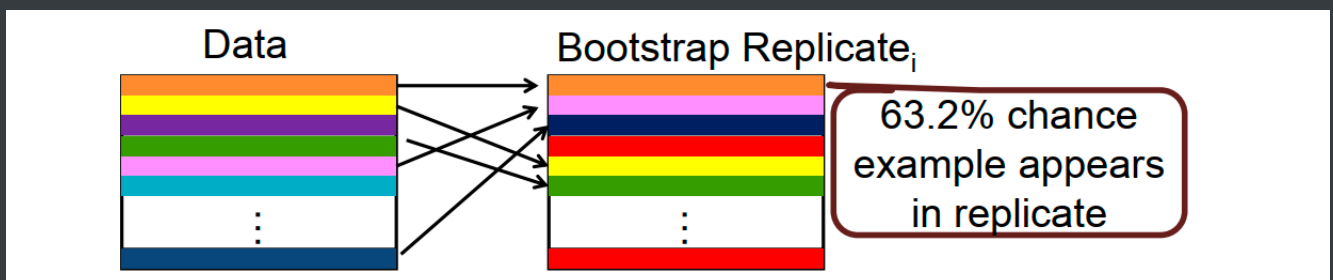 Data
Bootstrap Replicateᵢ
63.2% chance
example appears
in replicate
⋮
⋮